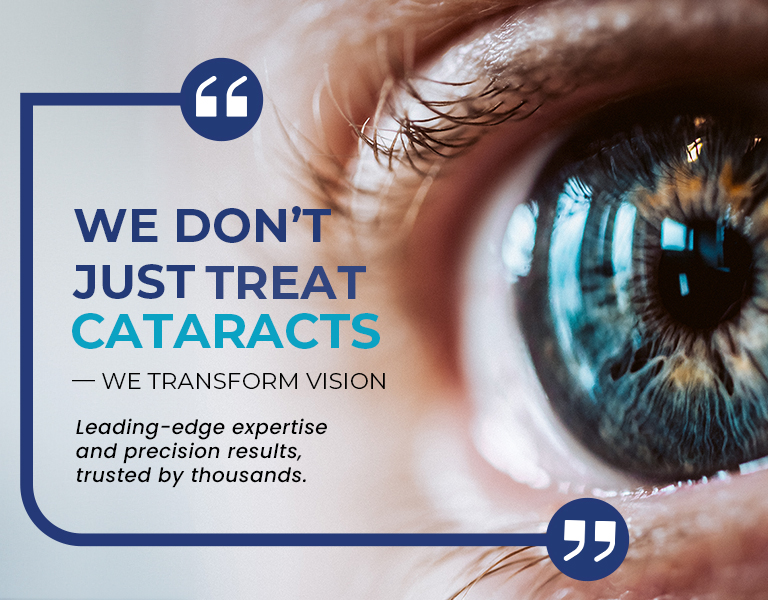 WE DON’T
JUST TREAT
CATARACTS
— WE TRANSFORM VISION
Leading-edge expertise
and precision results,
trusted by thousands.